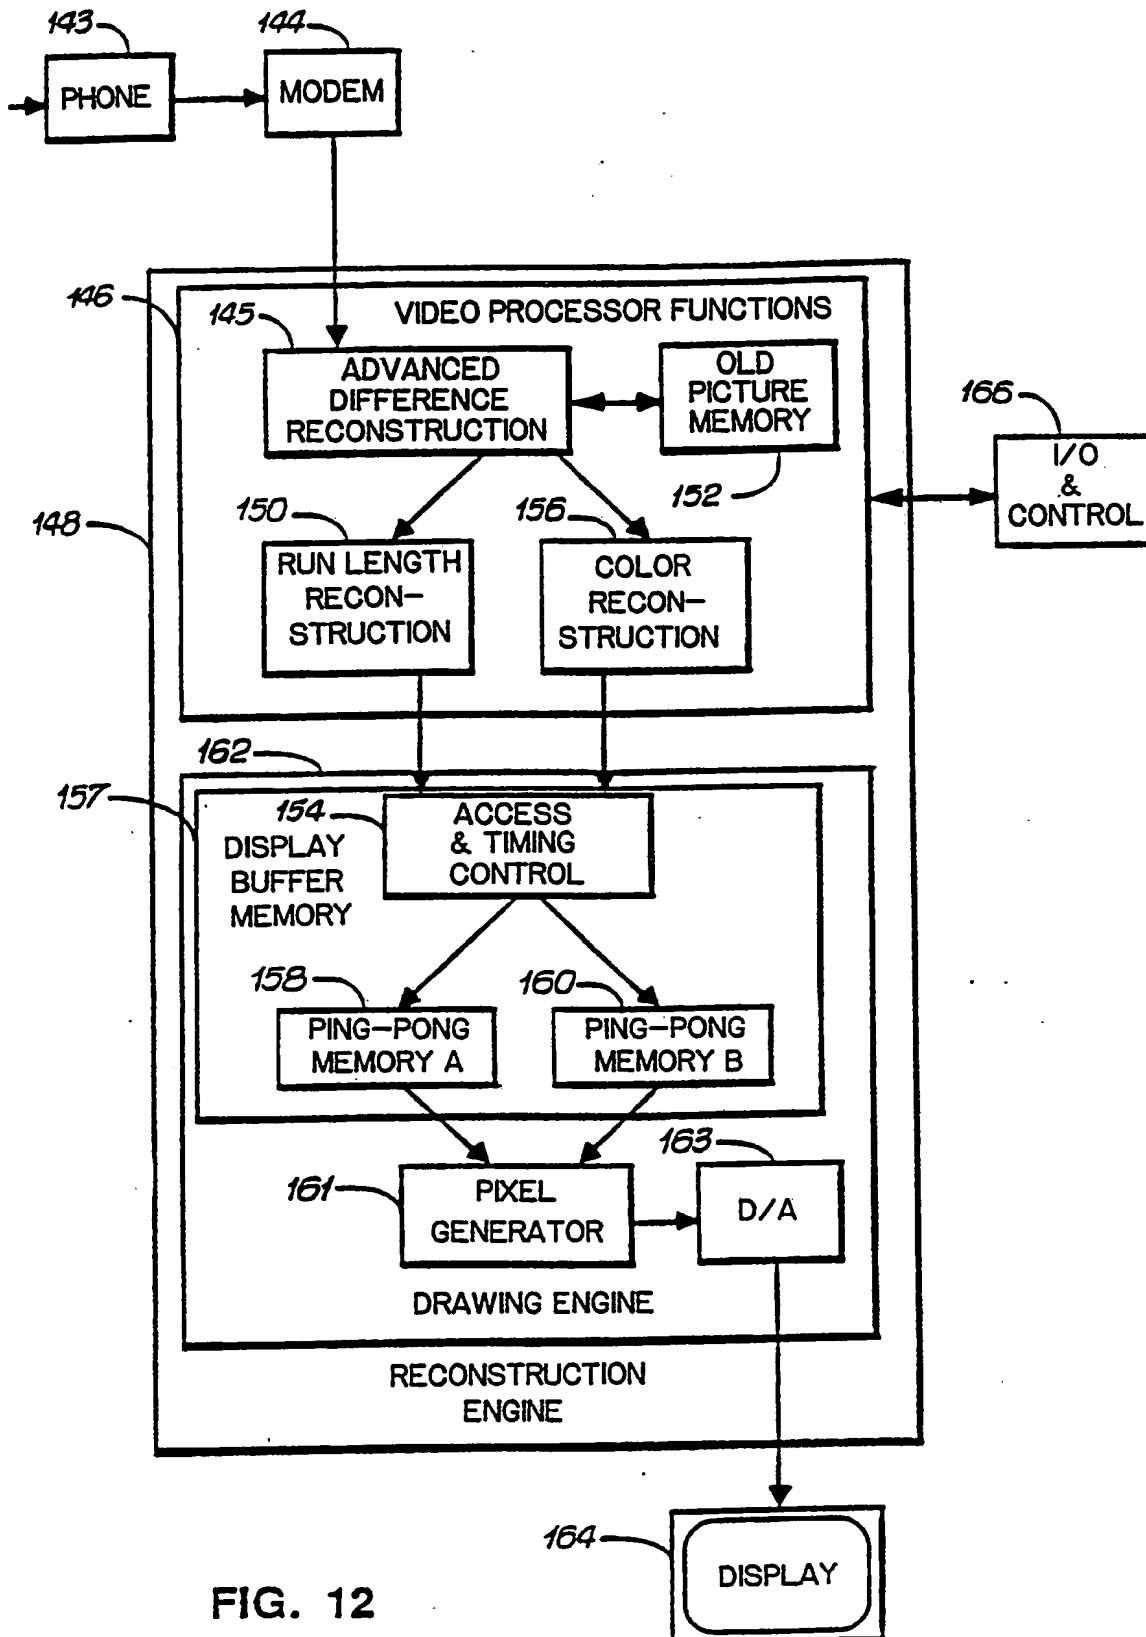 143
144
PHONE
MODEM
146
145
VIDEO PROCESSOR FUNCTIONS
ADVANCED
DIFFERENCE
RECONSTRUCTION
OLD
PICTURE
MEMORY
166
I/O
&
CONTROL
152
148
150
156
RUN LENGTH
RECON-
STRUCTION
COLOR
RECON-
STRUCTION
162
157
154
ACCESS
& TIMING
CONTROL
DISPLAY
BUFFER
MEMORY
158
160
PING-PONG
MEMORY A
PING-PONG
MEMORY B
163
161
PIXEL
GENERATOR
D/A
DRAWING ENGINE
RECONSTRUCTION
ENGINE
164
DISPLAY
FIG. 12